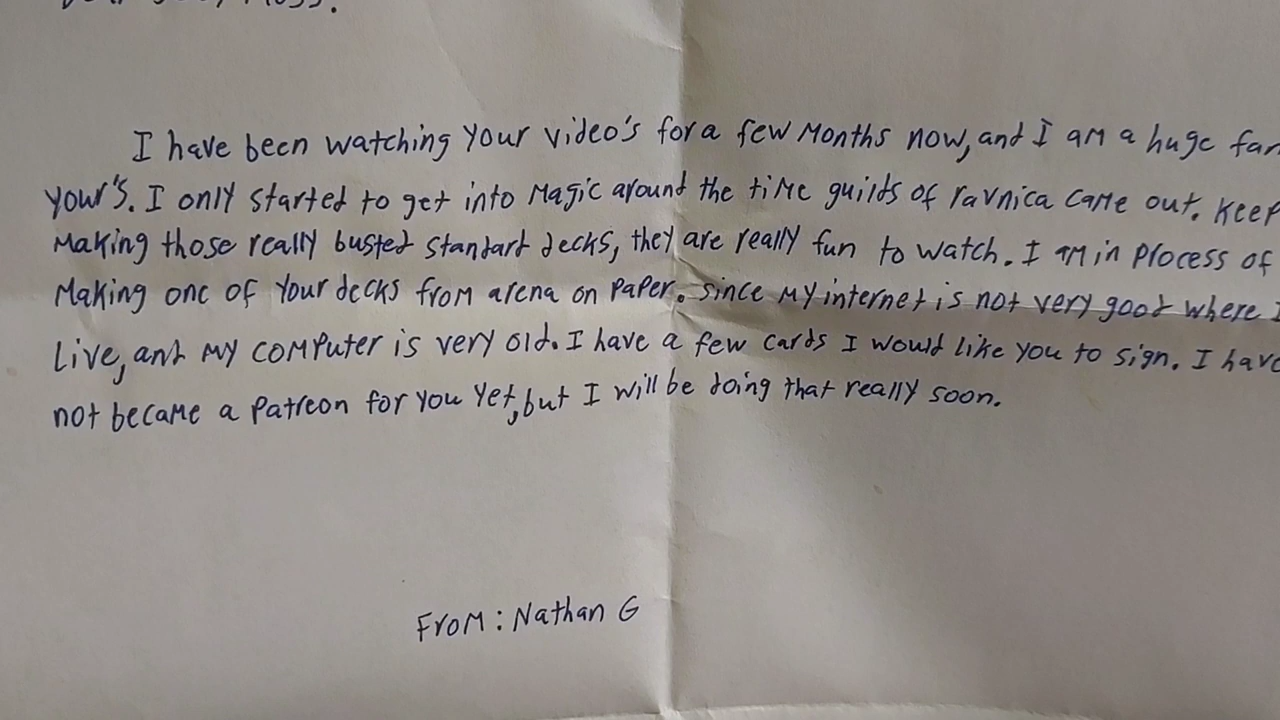 I have been watching your video's for a few Months now, and I am a huge fan
your's. I only started to get into Magic around the time guilds of ravnica came out. Keep
Making those really busted standart decks, they are really fun to watch. I am in process of
Making one of your decks from arena on paper. since my internet is not very good where I
live, and my computer is very old. I have a few cards I would like you to sign. I have
not became a patreon for you yet, but I will be doing that really soon.
From: Nathan G